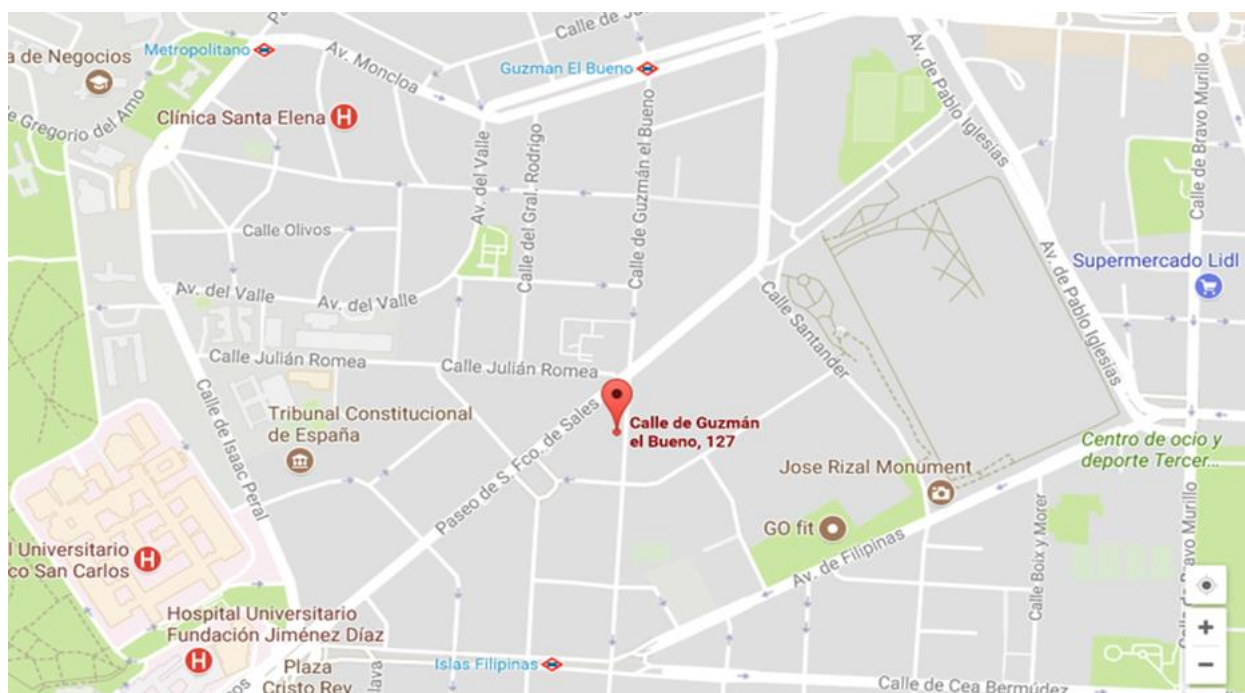 Calle de Ju
Metropolitano
a de Negocios
Av. Moncloa
Guzman El Bueno
Av. de Pablo Iglesias
Calle de Bravo Murillo
e Gregorio del Amo
Clínica Santa Elena
Av. del Valle
Calle del Gral. Rodrigo
Calle de Guzmán el Bueno
Calle Olivos
Av. de Pablo Iglesias
Supermercado Lidl
Av. del Valle
Av. del Valle
Calle Santander
Calle Julián Romea
Calle Julián Romea
Calle de Isaac Peral
Tribunal Constitucional
de España
Paseo de S. Fco. de Sales
Calle de Guzmán
el Bueno, 127
Centro de ocio y
deporte Tercer...
Jose Rizal Monument
GO fit
Av. de Filipinas
Calle Boix y Morer
Calle de Bravo Murillo
l Universitario
co San Carlos
Hospital Universitario
Fundación Jiménez Díaz
Islas Filipinas
Plaza
Cristo Rey
lava
Calle de Cea Bermúdez
nos
H
H
H
+
−